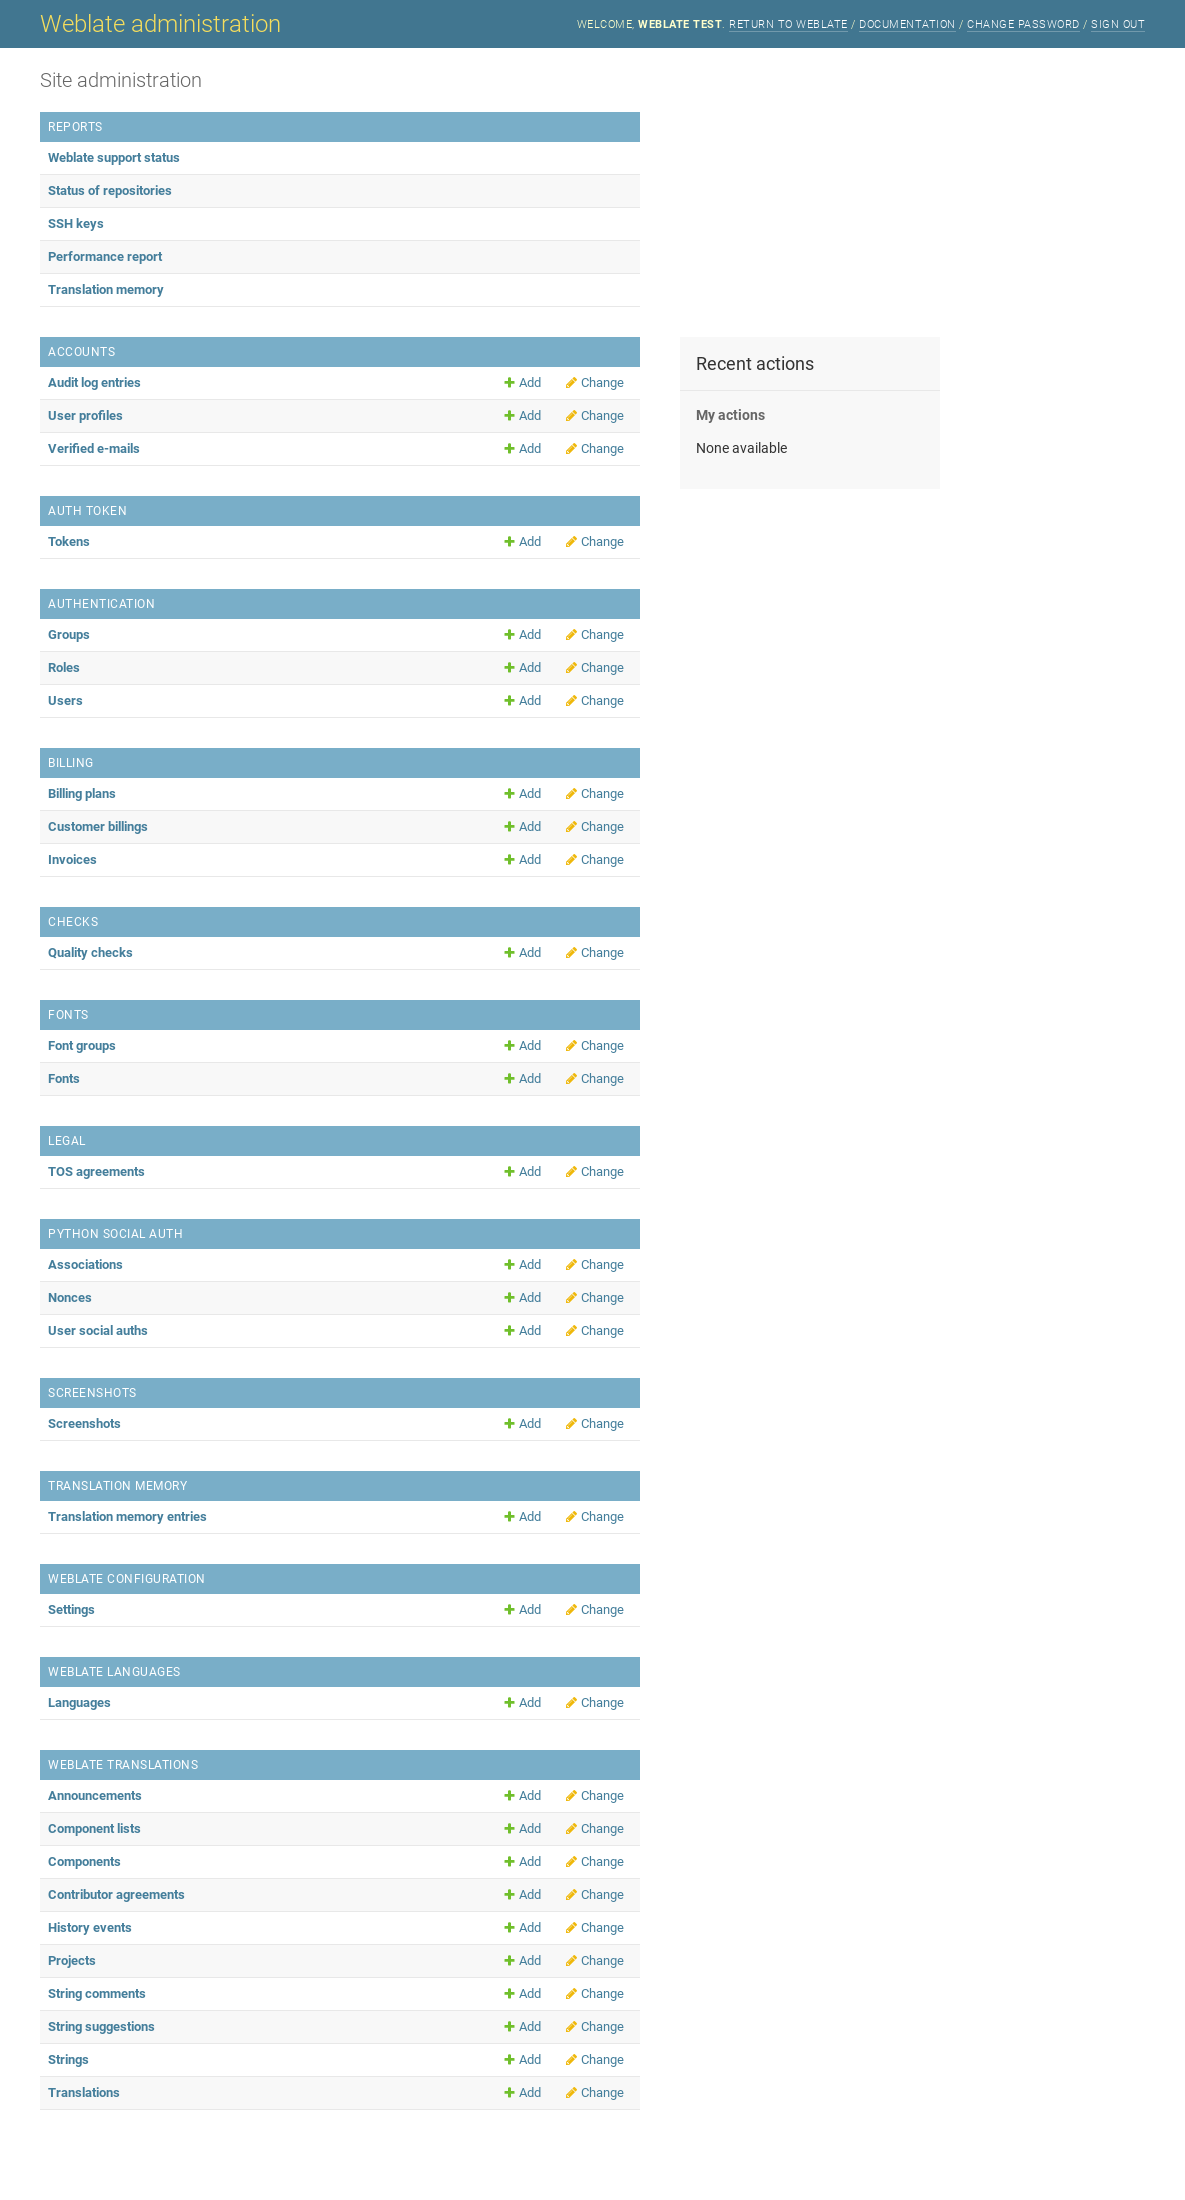 Weblate administration
WELCOME, WEBLATE TEST. RETURN TO WEBLATE / DOCUMENTATION / CHANGE PASSWORD / SIGN OUT
Site administration
REPORTS
Weblate support status
Status of repositories
SSH keys
Performance report
Translation memory
ACCOUNTS
Audit log entries Add Change
User profiles Add Change
Verified e-mails Add Change
Recent actions
My actions
None available
AUTH TOKEN
Tokens Add Change
AUTHENTICATION
Groups Add Change
Roles Add Change
Users Add Change
BILLING
Billing plans Add Change
Customer billings Add Change
Invoices Add Change
CHECKS
Quality checks Add Change
FONTS
Font groups Add Change
Fonts Add Change
LEGAL
TOS agreements Add Change
PYTHON SOCIAL AUTH
Associations Add Change
Nonces Add Change
User social auths Add Change
SCREENSHOTS
Screenshots Add Change
TRANSLATION MEMORY
Translation memory entries Add Change
WEBLATE CONFIGURATION
Settings Add Change
WEBLATE LANGUAGES
Languages Add Change
WEBLATE TRANSLATIONS
Announcements Add Change
Component lists Add Change
Components Add Change
Contributor agreements Add Change
History events Add Change
Projects Add Change
String comments Add Change
String suggestions Add Change
Strings Add Change
Translations Add Change